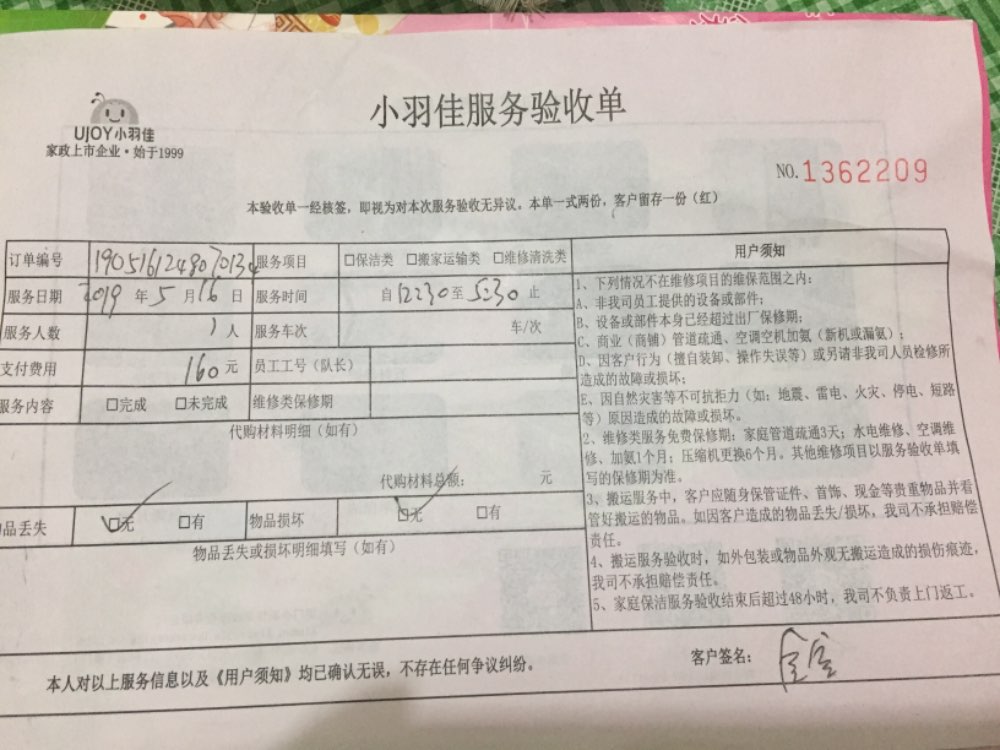 小羽佳服务验收单
UJOY小羽佳
家政上市企业·始于1999
NO.1362209
本验收单一经核签，即视为对本次服务验收无异议。本单一式两份，客户留存一份（红）
订单编号 服务项目 □保洁类 □搬家运输类 □维修清洗类
服务日期 2019 年 5 月 16 日 服务时间 自 12:30 至 5:30 止
服务人数 1 人 服务车次 车/次
支付费用 160 元 员工工号（队长）
服务内容 □完成 □未完成 维修类保修期
代购材料明细（如有）
代购材料总额： 元
品丢失 □无 □有 物品损坏 □无 □有
物品丢失或损坏明细填写（如有）
用户须知
1、下列情况不在维修项目的维保范围之内：
A、非我司员工提供的设备或部件；
B、设备或部件本身已经超过出厂保修期；
C、商业（商铺）管道疏通、空调空机加氨（新机或漏氨）；
D、因客户行为（擅自装卸、操作失误等）或另请非我司人员检修所
造成的故障或损坏；
E、因自然灾害等不可抗拒力（如：地震、雷电、火灾、停电、短路
等）原因造成的故障或损坏。
2、维修类服务免费保修期：家庭管道疏通3天；水电维修、空调维
修、加氨1个月；压缩机更换6个月。其他维修项目以服务验收单填
写的保修期为准。
3、搬运服务中，客户应随身保管证件、首饰、现金等贵重物品并看
管好搬运的物品。如因客户造成的物品丢失/损坏，我司不承担赔偿
责任。
4、搬运服务验收时，如外包装或物品外观无搬运造成的损伤痕迹，
我司不承担赔偿责任。
5、家庭保洁服务验收结束后超过48小时，我司不负责上门返工。
本人对以上服务信息以及《用户须知》均已确认无误，不存在任何争议纠纷。
客户签名：